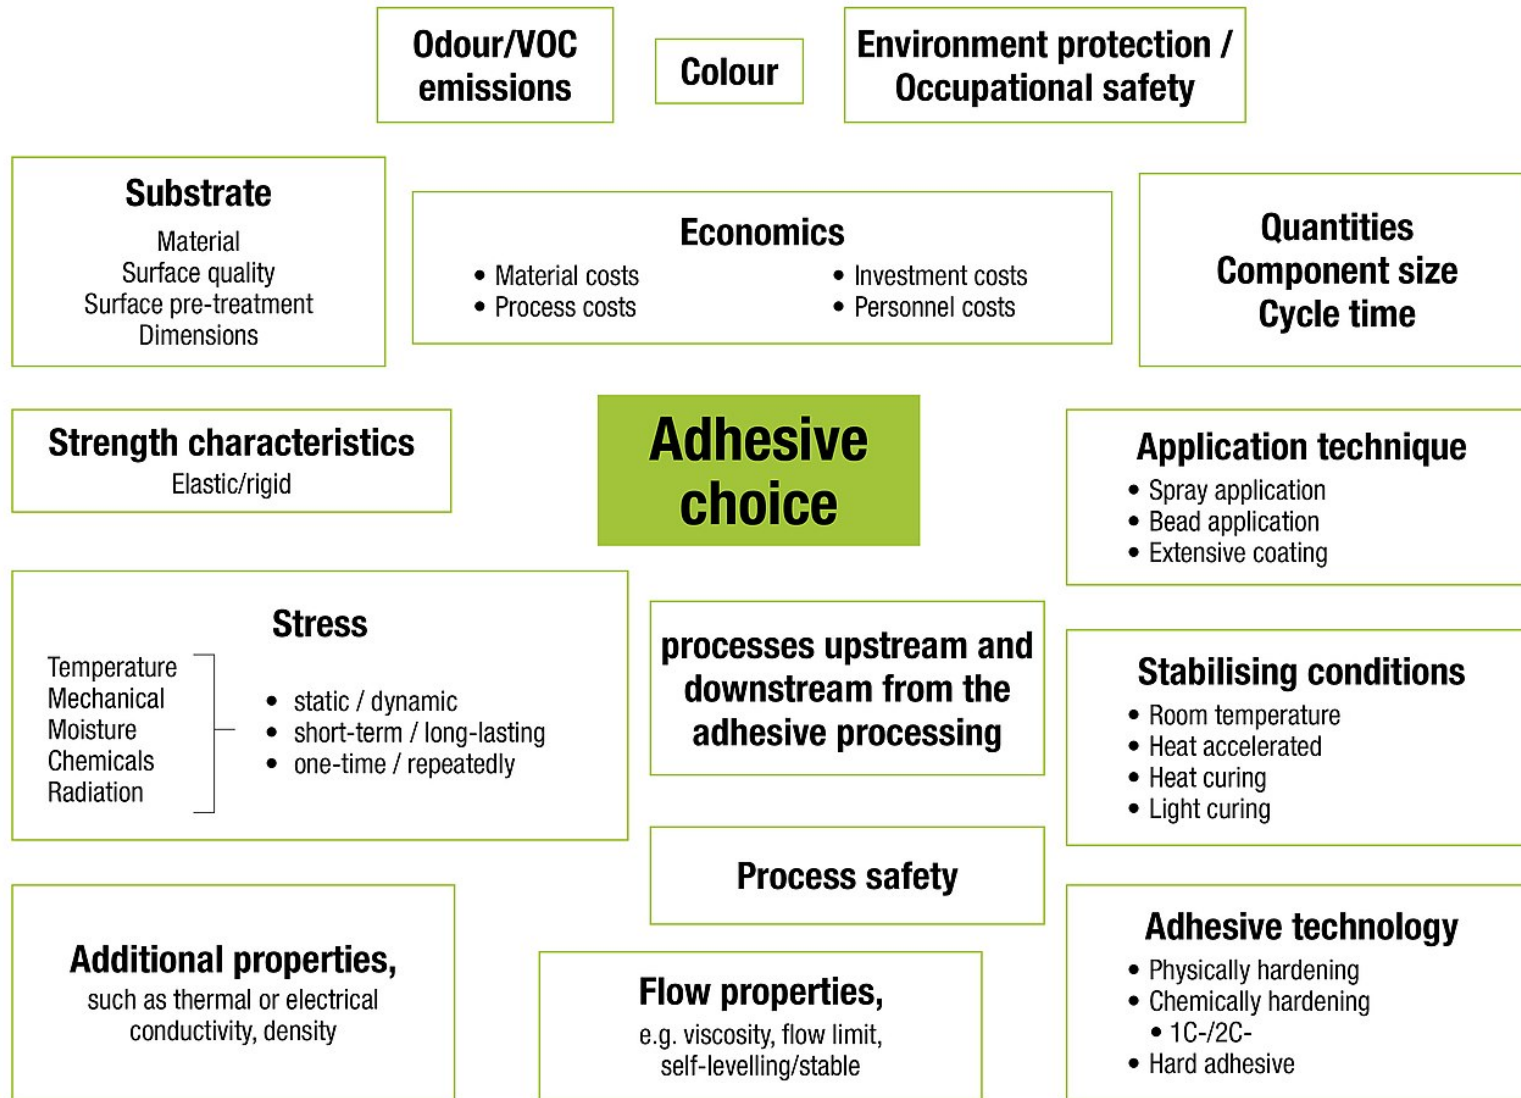 Odour/VOC
emissions
Colour
Environment protection /
Occupational safety
Substrate
Material
Surface quality
Surface pre-treatment
Dimensions
Economics
• Material costs
• Process costs
• Investment costs
• Personnel costs
Quantities
Component size
Cycle time
Strength characteristics
Elastic/rigid
Adhesive
choice
Application technique
• Spray application
• Bead application
• Extensive coating
Stress
Temperature
Mechanical
Moisture
Chemicals
Radiation
• static / dynamic
• short-term / long-lasting
• one-time / repeatedly
processes upstream and
downstream from the
adhesive processing
Stabilising conditions
• Room temperature
• Heat accelerated
• Heat curing
• Light curing
Process safety
Additional properties,
such as thermal or electrical
conductivity, density
Flow properties,
e.g. viscosity, flow limit,
self-levelling/stable
Adhesive technology
• Physically hardening
• Chemically hardening
• 1C-/2C-
• Hard adhesive